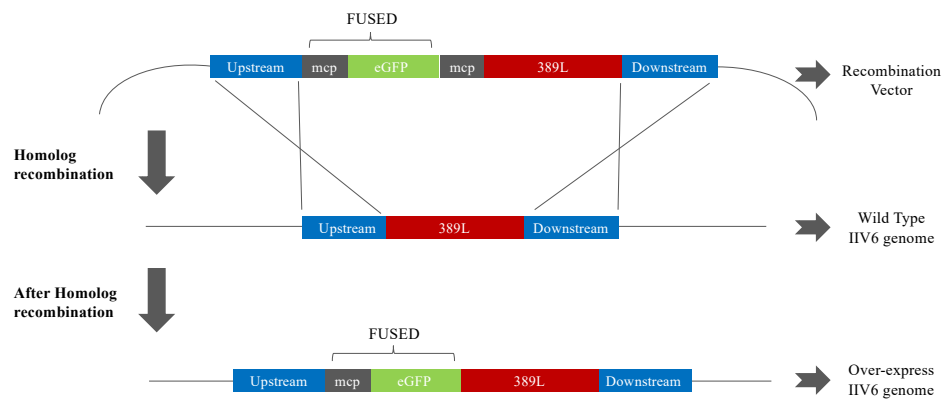 FUSED
Upstream mcp eGFP mcp 389L Downstream
Recombination
Vector
Homolog
recombination
Upstream 389L Downstream
Wild Type
IIV6 genome
After Homolog
recombination
FUSED
Upstream mcp eGFP 389L Downstream
Over-express
IIV6 genome